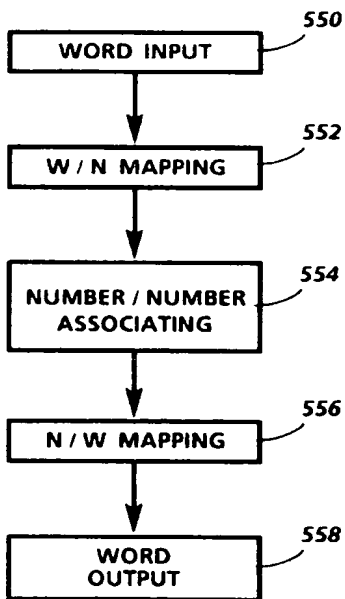 550
WORD INPUT
552
W / N MAPPING
554
NUMBER / NUMBER
ASSOCIATING
556
N / W MAPPING
558
WORD
OUTPUT